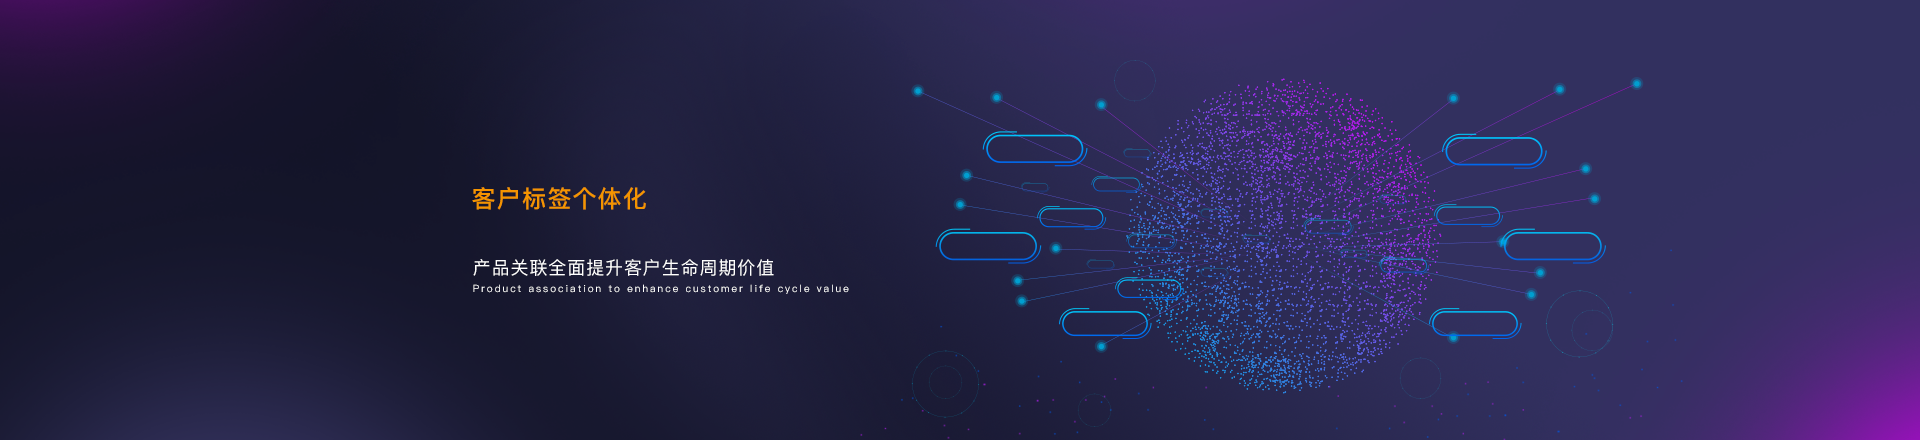 客户标签个体化
产品关联全面提升客户生命周期价值
Product association to enhance customer life cycle value